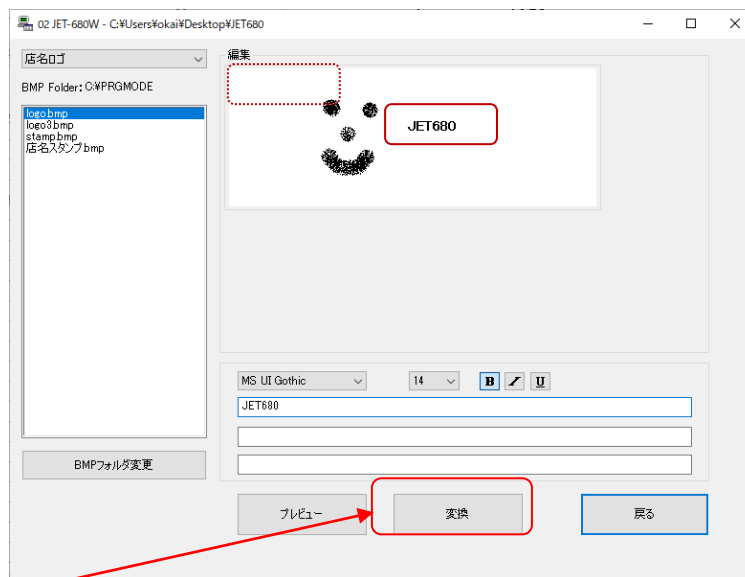 02 JET-680W - C:¥Users¥okai¥Desktop¥JET680
店名ロゴ
BMP Folder: C:¥PRGMODE
logo.bmp
logo3.bmp
stamp.bmp
店名スタンプ.bmp
BMPフォルダ変更
編集
JET680
MS UI Gothic
14
B I U
JET680
プレビュー
変換
戻る